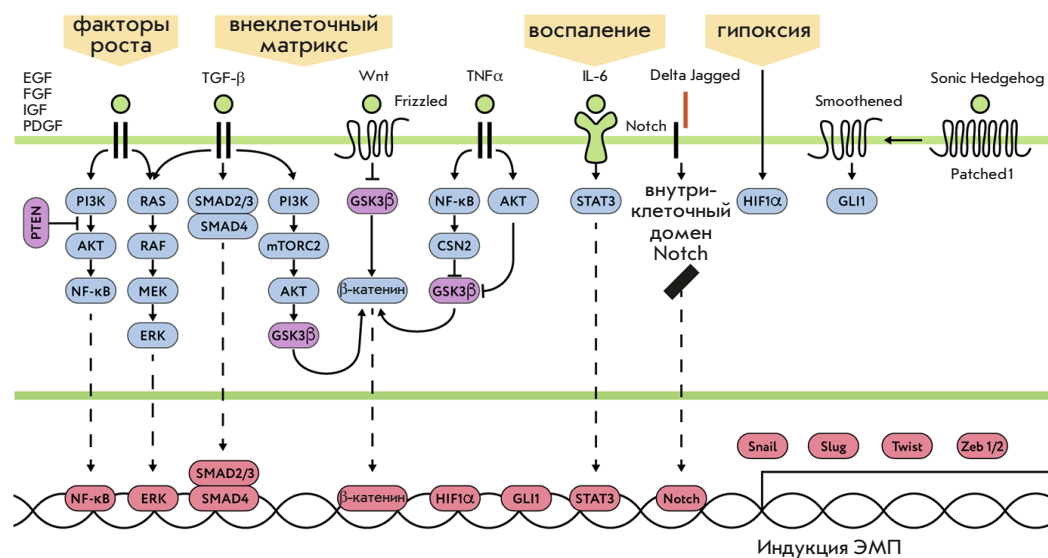 факторы
роста
внеклеточный
матрикс
воспаление
гипоксия
EGF
FGF
IGF
PDGF
TGF-β
Wnt
Frizzled
TNFα
IL-6
Delta Jagged
Notch
Smoothened
Sonic Hedgehog
Patched1
PTEN
PI3K
RAS
SMAD2/3
SMAD4
PI3K
GSK3β
NF-κB
AKT
STAT3
внутри-
клеточный
домен
Notch
HIF1α
GLI1
AKT
RAF
mTORC2
CSN2
NF-κB
MEK
AKT
β-катенин
GSK3β
ERK
GSK3β
Snail
Slug
Twist
Zeb 1/2
SMAD2/3
NF-κB
ERK
SMAD4
β-катенин
HIF1α
GLI1
STAT3
Notch
Индукция ЭМП